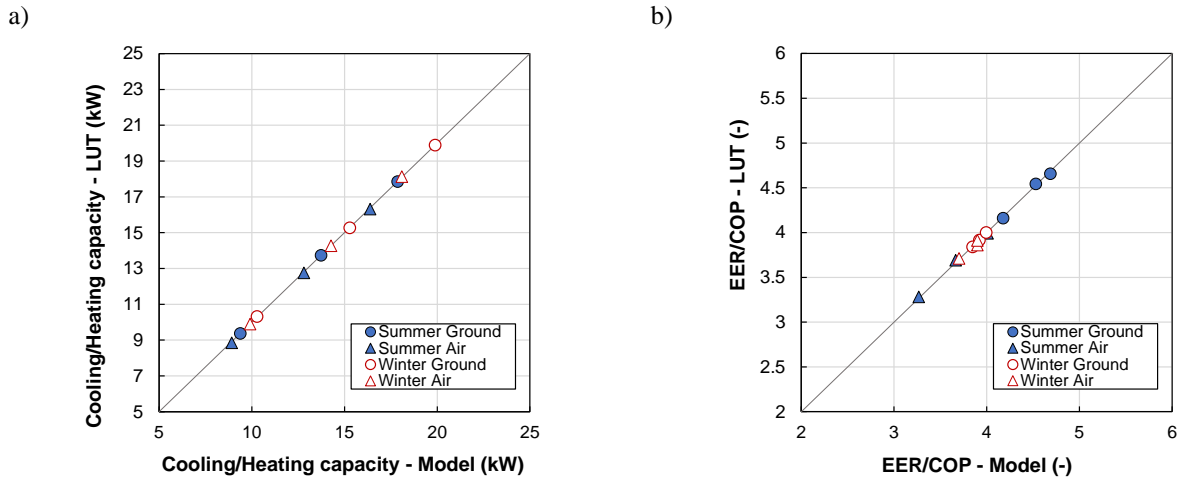 a)
25
23
21
19
17
15
13
11
9
7
5
5
10
15
20
25
Cooling/Heating capacity - LUT (kW)
Cooling/Heating capacity - Model (kW)
Summer Ground
Summer Air
Winter Ground
Winter Air
b)
6
5.5
5
4.5
4
3.5
3
2.5
2
2
3
4
5
6
EER/COP - LUT (-)
EER/COP - Model (-)
Summer Ground
Summer Air
Winter Ground
Winter Air